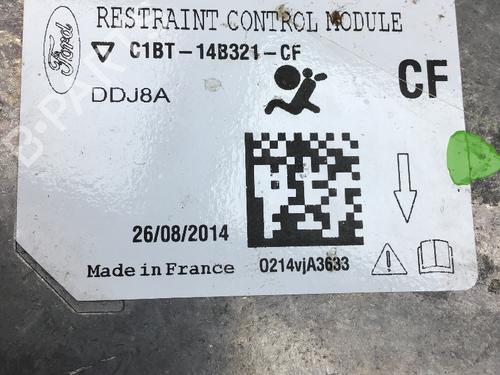 RESTRAINT CONTROL MODULE
Ford
C1BT-14B321-CF
CF
DDJ8A
26/08/2014
Made in France
0214vjA3633
B-PARTS